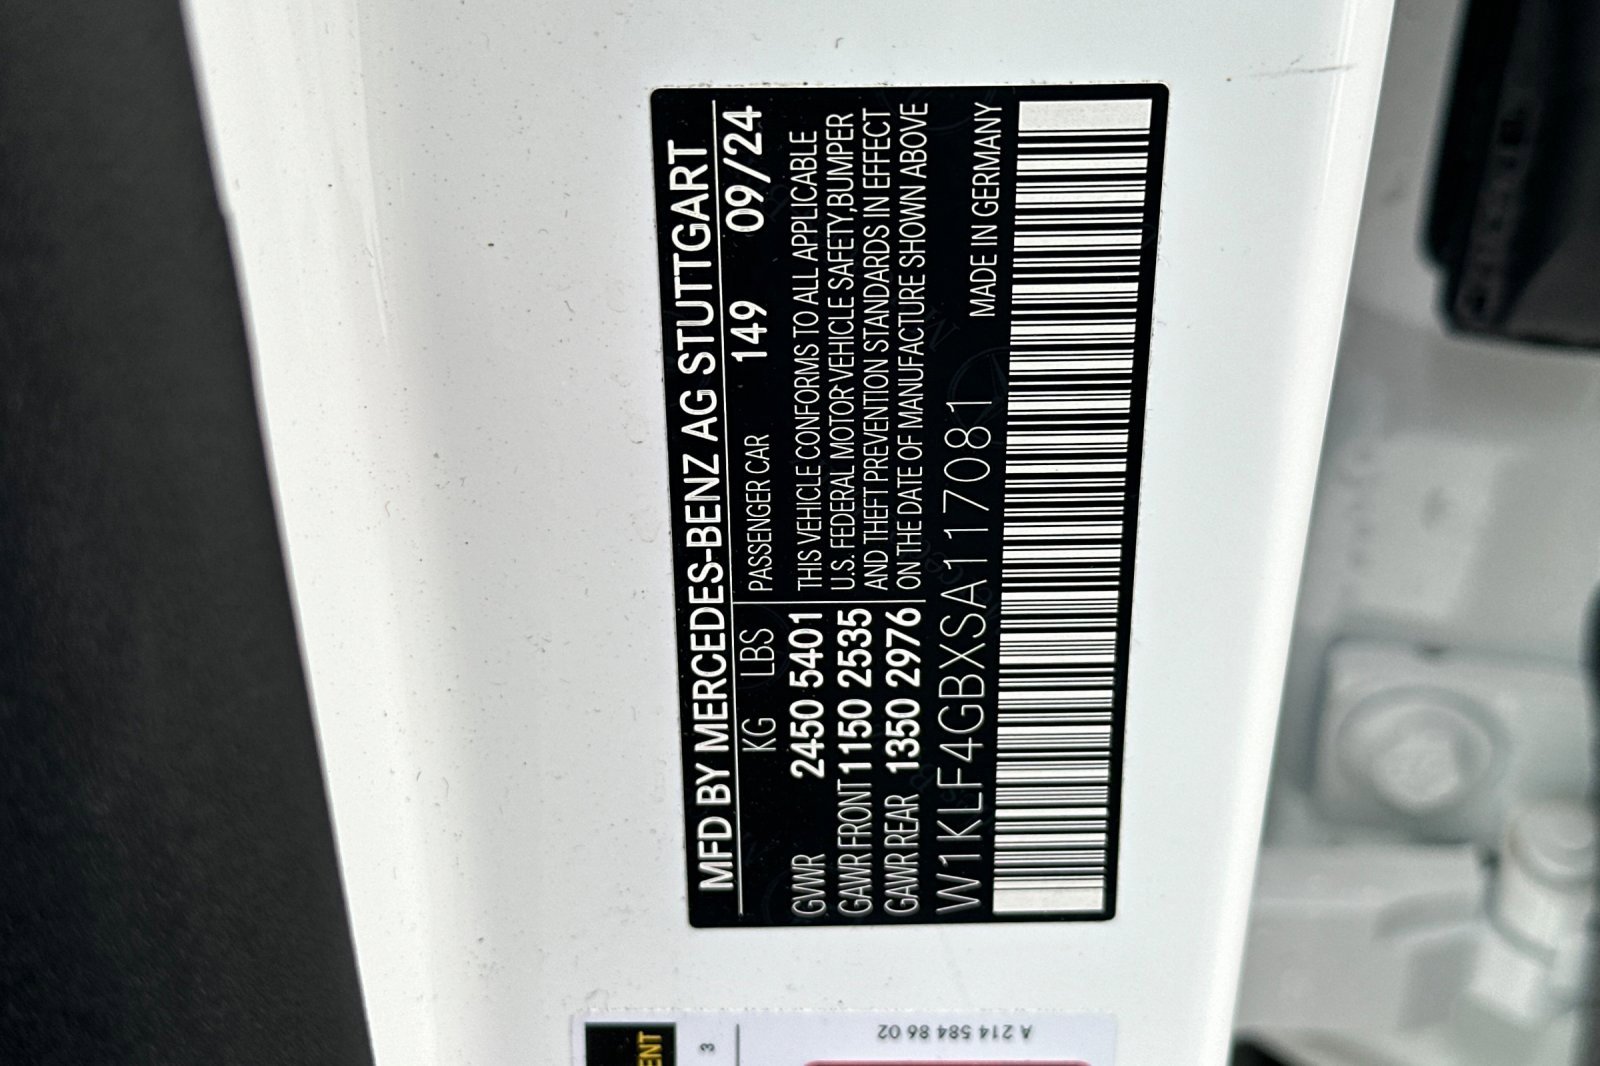 MFD BY MERCEDES-BENZ AG STUTTGART
KG LBS PASSENGER CAR 149 09/24
GVWR 2450 5401 THIS VEHICLE CONFORMS TO ALL APPLICABLE
GAWR FRONT 1150 2535 U.S. FEDERAL MOTOR VEHICLE SAFETY,BUMPER
GAWR REAR 1350 2976 AND THEFT PREVENTION STANDARDS IN EFFECT
ON THE DATE OF MANUFACTURE SHOWN ABOVE
W1KLF4GBXSA117081 MADE IN GERMANY
3
A 214 584 86 02